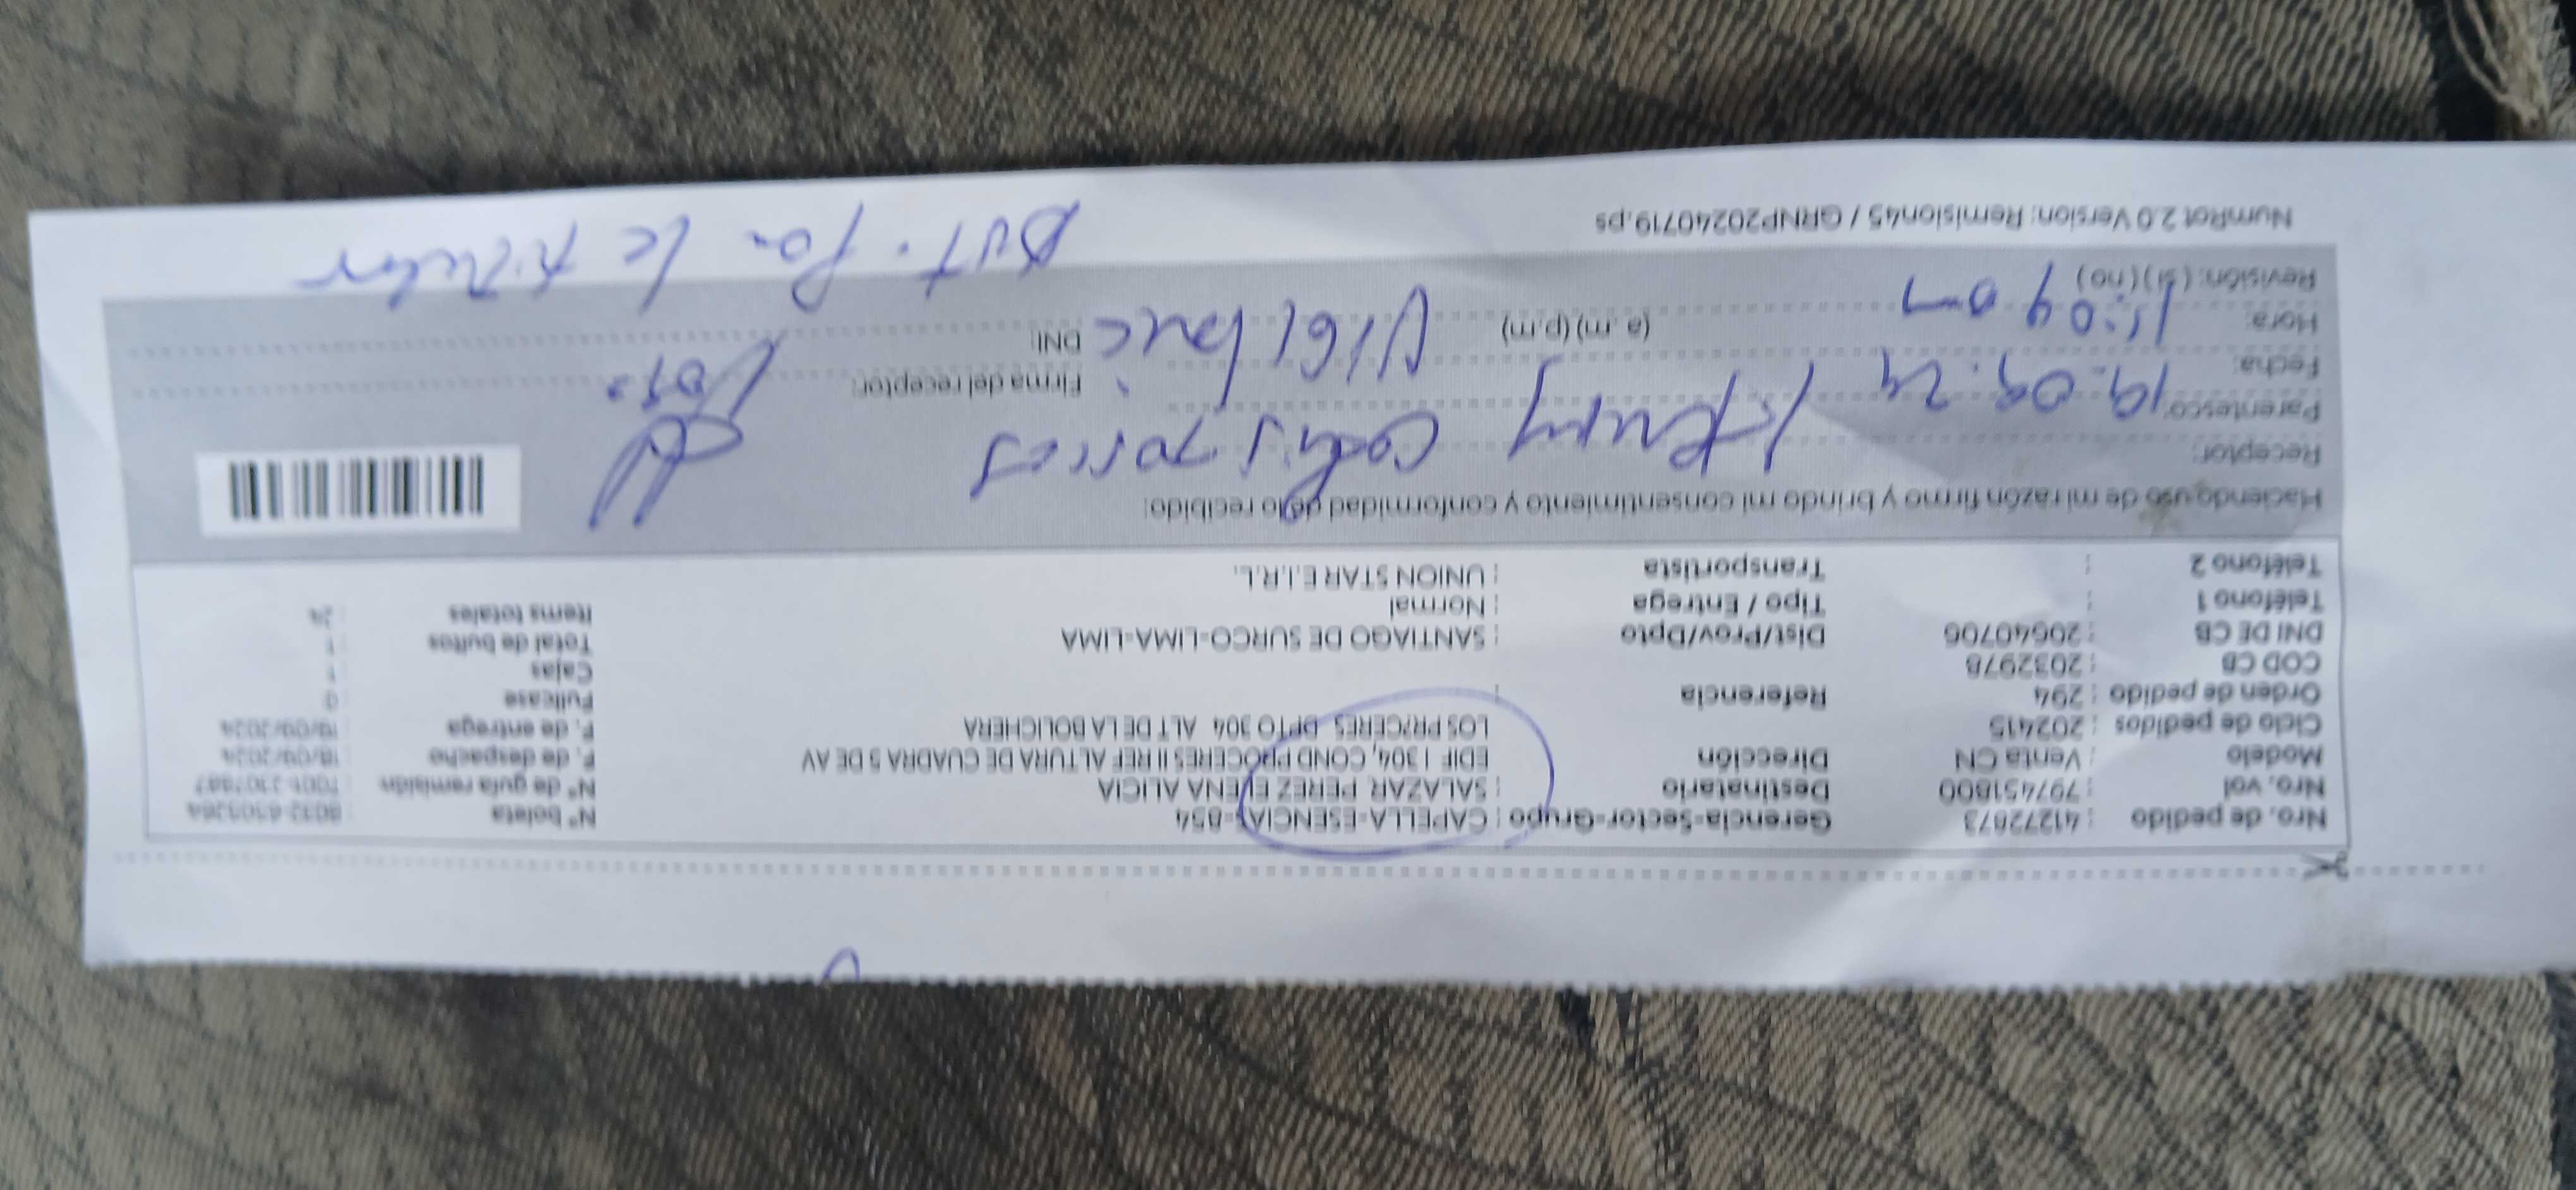 Nro. de pedido : 41272873 Gerencia-Sector-Grupo : CAPELLA-ESENCIAS-854 N° boleta
Nro. vol : 797451800 Destinatario : SALAZAR PEREZ ELENA ALICIA N° de guía remisión
Modelo : Venta CN Dirección EDIF I 304, COND PROCERES II REF ALTURA DE CUADRA 5 DE AV F. de despacho : 18/09/2024
Ciclo de pedidos : 202415 LOS PR?CERES DPTO 304 ALT DE LA BOLICHERA F. de entrega : 19/09/2024
Orden de pedido : 294 Referencia : Fullcase : 0
COD CB : 2032978 Cajas : 1
DNI DE CB : 20640706 Dist/Prov/Dpto : SANTIAGO DE SURCO-LIMA-LIMA Total de bultos : 1
Teléfono 1 : Tipo / Entrega : Normal Items totales : 24
Teléfono 2 : Transportista : UNION STAR E.I.R.L.
Haciendo uso de mi razón firmo y brindo mi consentimiento y conformidad de lo recibido:
Receptor:
Parentesco: Firma del receptor:
Fecha: 19.09.24
Hora: 11:09 am (a. m) (p.m) DNI:
Revisión: (si) (no)
NumRot 2.0 Version: Remision45 / GRNP20240719.ps